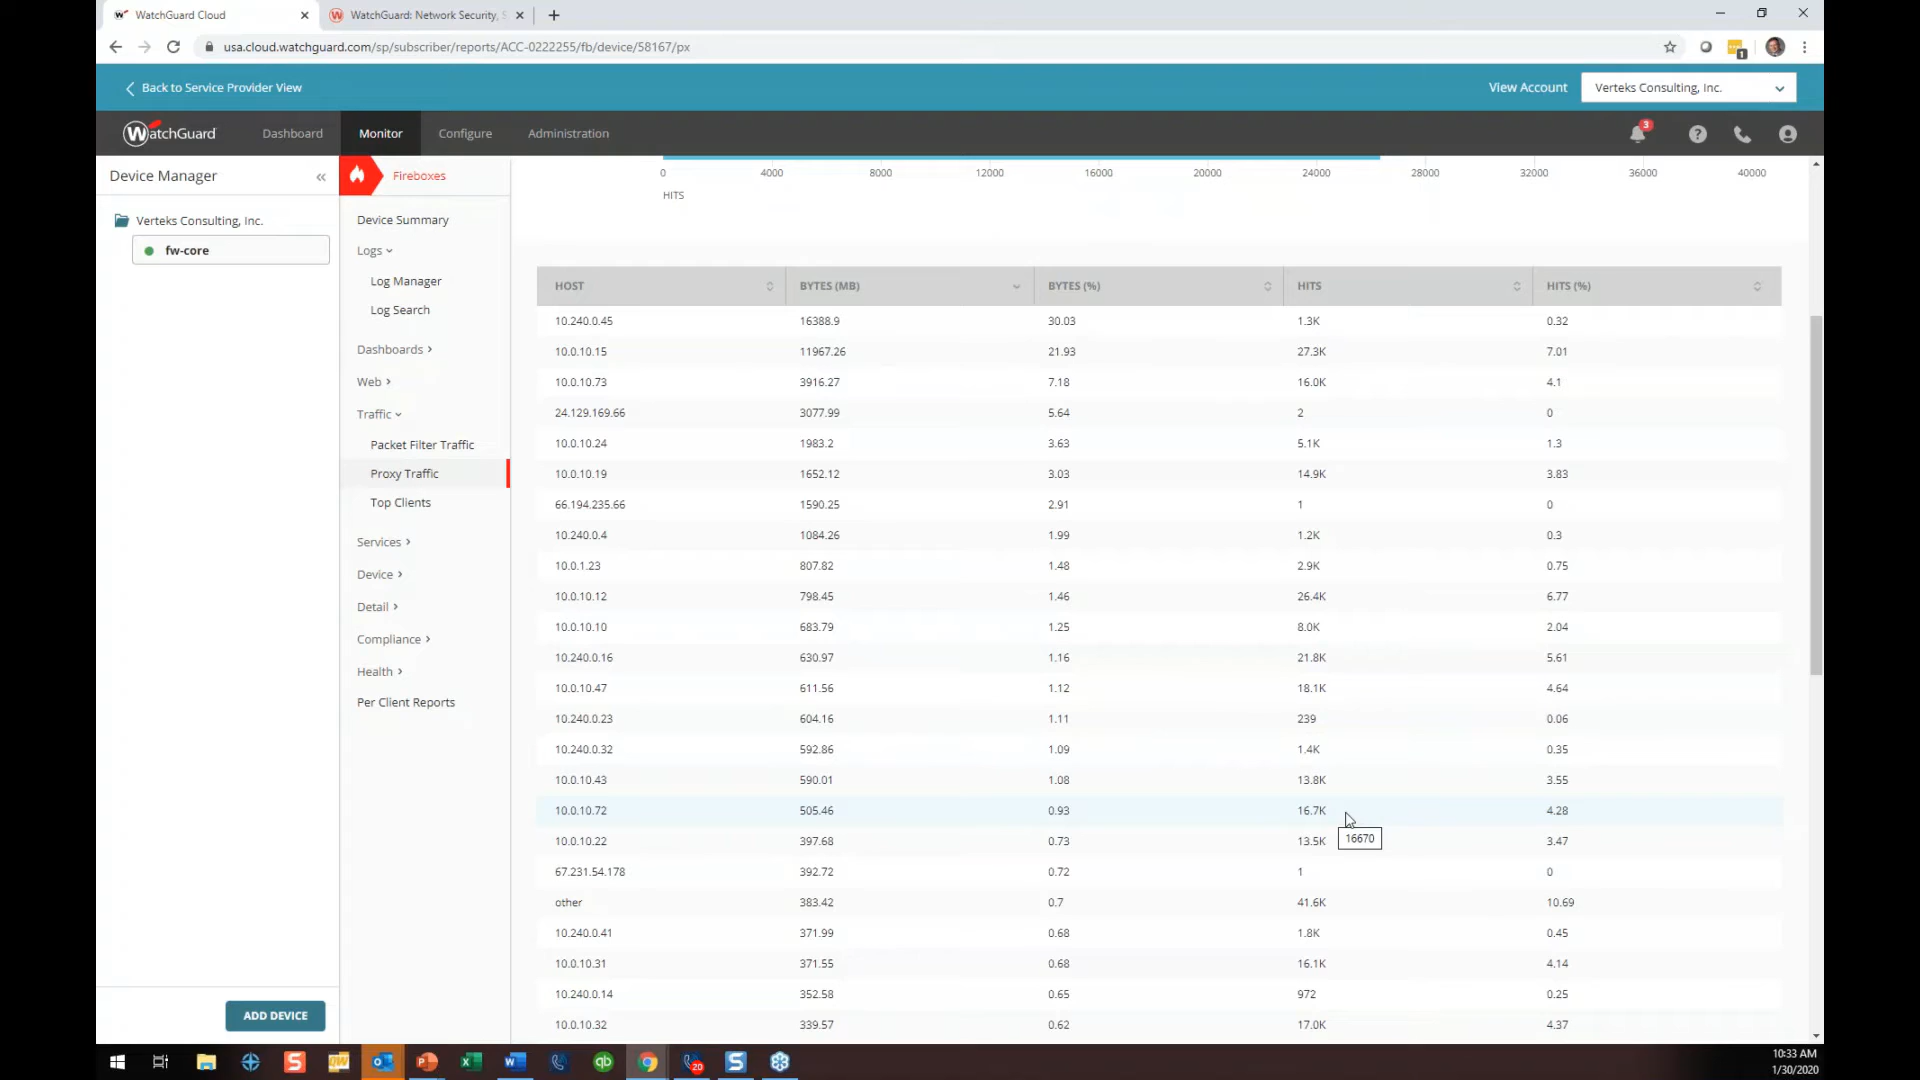 WatchGuard Cloud
WatchGuard: Network Security, S
usa.cloud.watchguard.com/sp/subscriber/reports/ACC-0222255/fb/device/58167/px
1
Back to Service Provider View
View Account
Verteks Consulting, Inc.
WatchGuard
Dashboard
Monitor
Configure
Administration
3
Device Manager
Fireboxes
Verteks Consulting, Inc.
fw-core
Device Summary
Logs
Log Manager
Log Search
Dashboards
Web
Traffic
Packet Filter Traffic
Proxy Traffic
Top Clients
Services
Device
Detail
Compliance
Health
Per Client Reports
ADD DEVICE
0 4000 8000 12000 16000 20000 24000 28000 32000 36000 40000
HITS
HOST BYTES (MB) BYTES (%) HITS HITS (%)
10.240.0.45 16388.9 30.03 1.3K 0.32
10.0.10.15 11967.26 21.93 27.3K 7.01
10.0.10.73 3916.27 7.18 16.0K 4.1
24.129.169.66 3077.99 5.64 2 0
10.0.10.24 1983.2 3.63 5.1K 1.3
10.0.10.19 1652.12 3.03 14.9K 3.83
66.194.235.66 1590.25 2.91 1 0
10.240.0.4 1084.26 1.99 1.2K 0.3
10.0.1.23 807.82 1.48 2.9K 0.75
10.0.10.12 798.45 1.46 26.4K 6.77
10.0.10.10 683.79 1.25 8.0K 2.04
10.240.0.16 630.97 1.16 21.8K 5.61
10.0.10.47 611.56 1.12 18.1K 4.64
10.240.0.23 604.16 1.11 239 0.06
10.240.0.32 592.86 1.09 1.4K 0.35
10.0.10.43 590.01 1.08 13.8K 3.55
10.0.10.72 505.46 0.93 16.7K 4.28
16670
10.0.10.22 397.68 0.73 13.5K 3.47
67.231.54.178 392.72 0.72 1 0
other 383.42 0.7 41.6K 10.69
10.240.0.41 371.99 0.68 1.8K 0.45
10.0.10.31 371.55 0.68 16.1K 4.14
10.240.0.14 352.58 0.65 972 0.25
10.0.10.32 339.57 0.62 17.0K 4.37
20
10:33 AM
1/30/2020